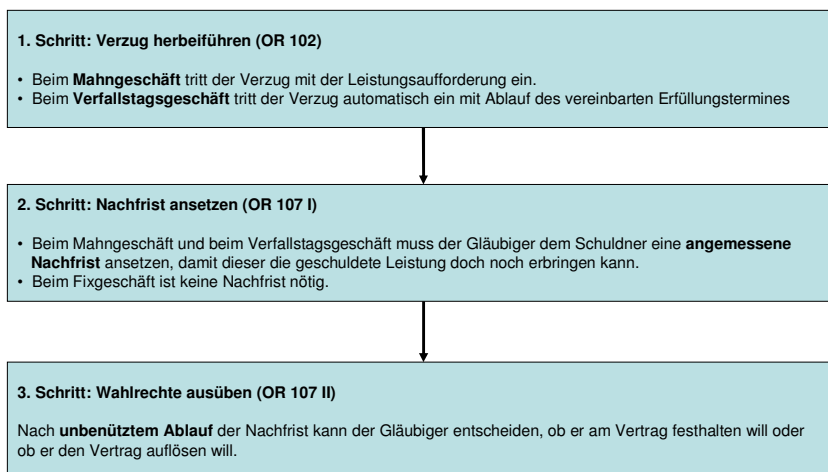 1. Schritt: Verzug herbeiführen (OR 102)
• Beim Mahngeschäft tritt der Verzug mit der Leistungsaufforderung ein.
• Beim Verfallstagsgeschäft tritt der Verzug automatisch ein mit Ablauf des vereinbarten Erfüllungstermines
2. Schritt: Nachfrist ansetzen (OR 107 I)
• Beim Mahngeschäft und beim Verfallstagsgeschäft muss der Gläubiger dem Schuldner eine angemessene
Nachfrist ansetzen, damit dieser die geschuldete Leistung doch noch erbringen kann.
• Beim Fixgeschäft ist keine Nachfrist nötig.
3. Schritt: Wahlrechte ausüben (OR 107 II)
Nach unbenütztem Ablauf der Nachfrist kann der Gläubiger entscheiden, ob er am Vertrag festhalten will oder
ob er den Vertrag auflösen will.